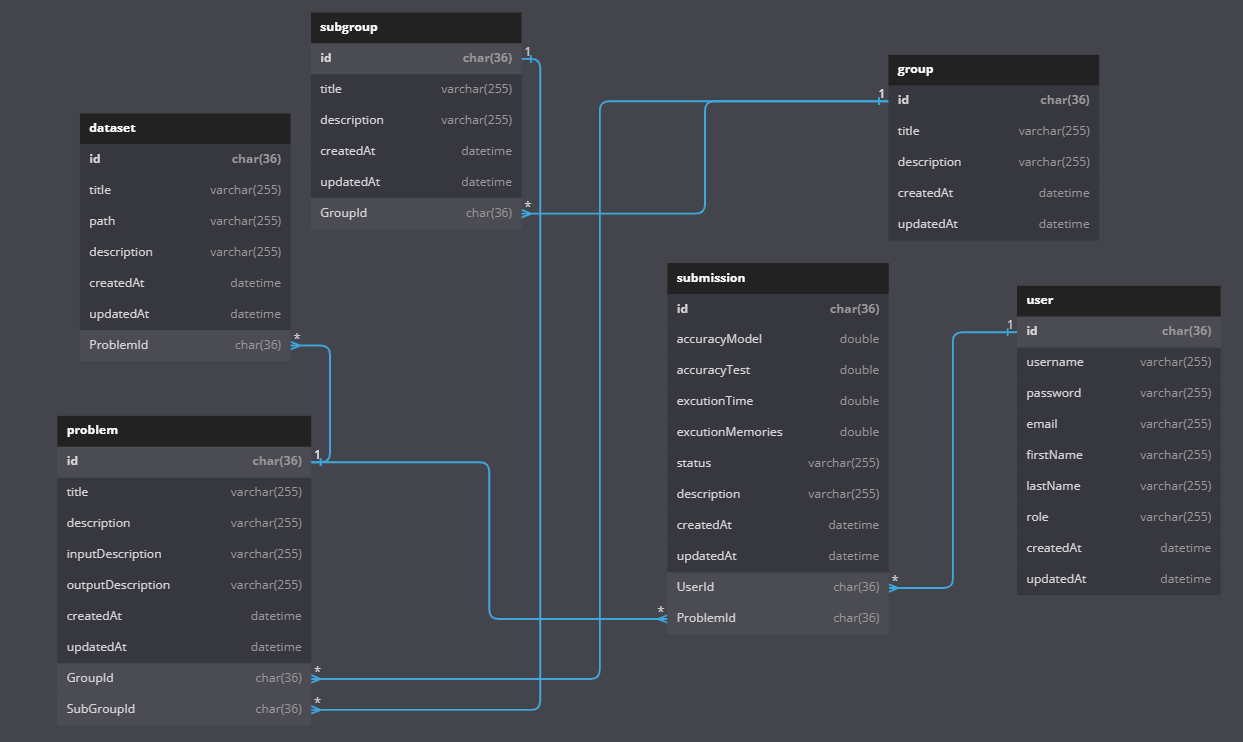 subgroup
id char(36)
title varchar(255)
description varchar(255)
createdAt datetime
updatedAt datetime
GroupId char(36)
1
*
group
id char(36)
title varchar(255)
description varchar(255)
createdAt datetime
updatedAt datetime
1
dataset
id char(36)
title varchar(255)
path varchar(255)
description varchar(255)
createdAt datetime
updatedAt datetime
ProblemId char(36)
*
submission
id char(36)
accuracyModel double
accuracyTest double
excutionTime double
excutionMemories double
status varchar(255)
description varchar(255)
createdAt datetime
updatedAt datetime
UserId char(36)
ProblemId char(36)
*
*
user
id char(36)
username varchar(255)
password varchar(255)
email varchar(255)
firstName varchar(255)
lastName varchar(255)
role varchar(255)
createdAt datetime
updatedAt datetime
1
problem
id char(36)
title varchar(255)
description varchar(255)
inputDescription varchar(255)
outputDescription varchar(255)
createdAt datetime
updatedAt datetime
GroupId char(36)
SubGroupId char(36)
1
*
*